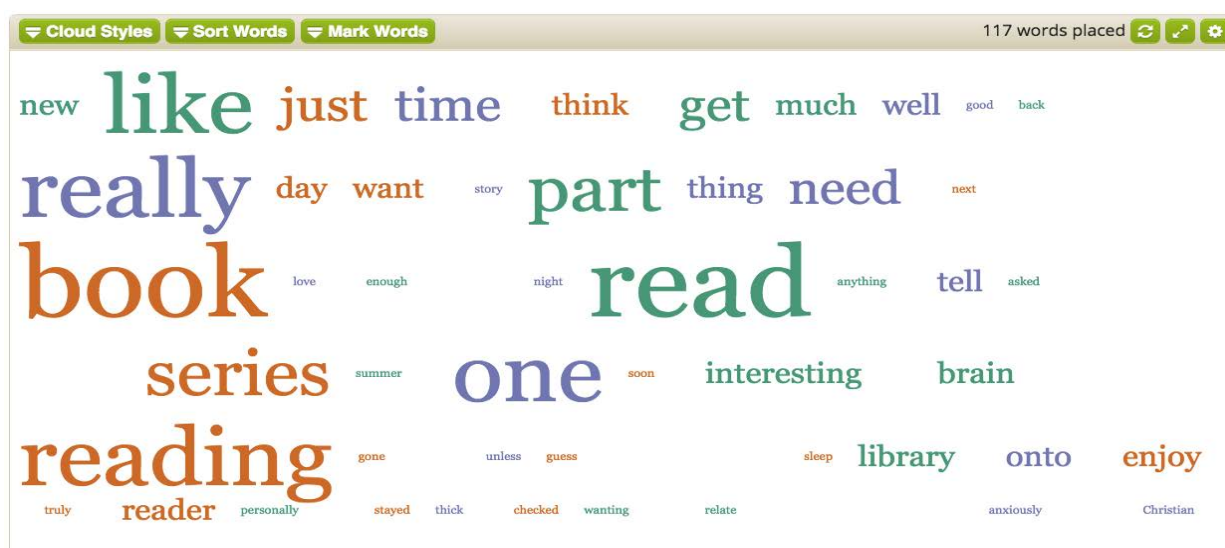 Cloud Styles Sort Words Mark Words 117 words placed
new like just time think get much well good back
really day want story part thing need next
book love enough night read anything tell asked
series summer one soon interesting brain
reading gone unless guess sleep library onto enjoy
truly reader personally stayed thick checked wanting relate anxiously Christian